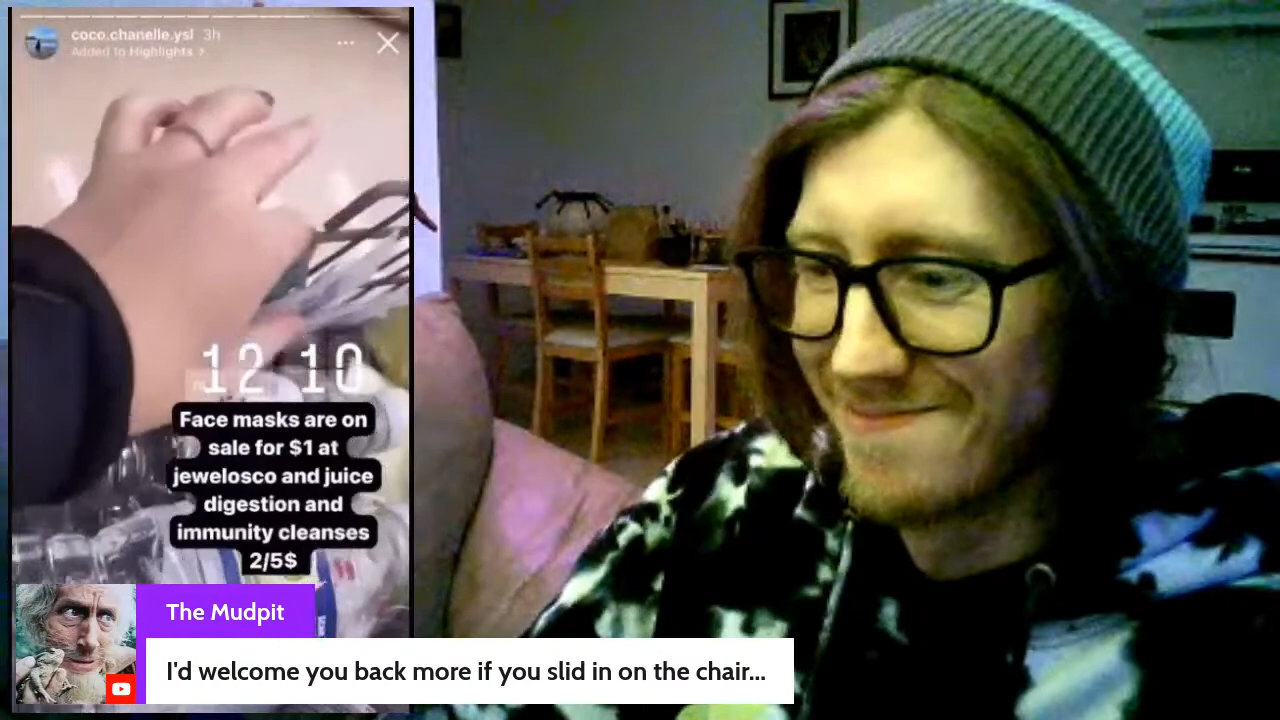 coco.chanelle.ysl 3h
Added to Highlights
12 10
Face masks are on
sale for $1 at
jewelosco and juice
digestion and
immunity cleanses
2/5$
The Mudpit
I'd welcome you back more if you slid in on the chair...